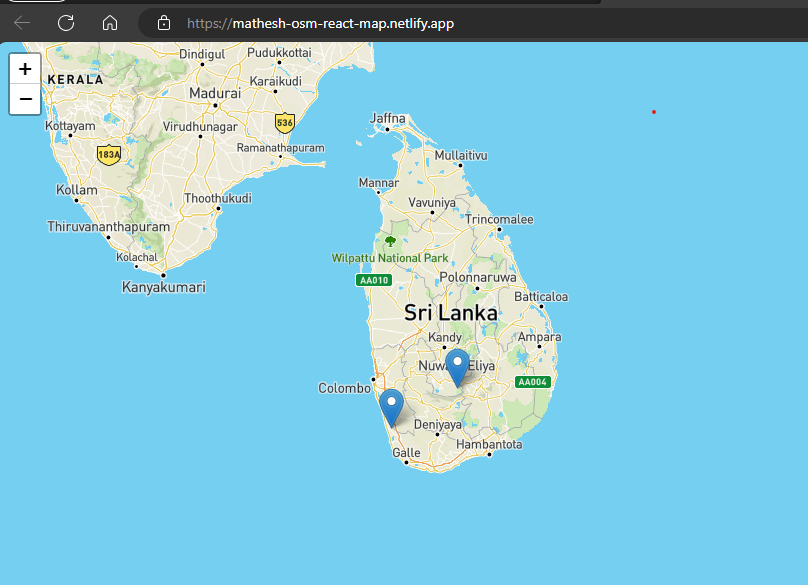 https://mathesh-osm-react-map.netlify.app
+
−
Dindigul
Pudukkottai
KERALA
Karaikudi
Madurai
536
Kottayam
Virudhunagar
Jaffna
183A
Ramanathapuram
Mullaitivu
Kollam
Mannar
Thoothukudi
Vavuniya
Trincomalee
Thiruvananthapuram
Kolachal
Wilpattu National Park
Kanyakumari
AA010
Polonnaruwa
Batticaloa
Sri Lanka
Kandy
Ampara
Nuw Eliya
AA004
Colombo
Deniyaya
Galle
Hambantota